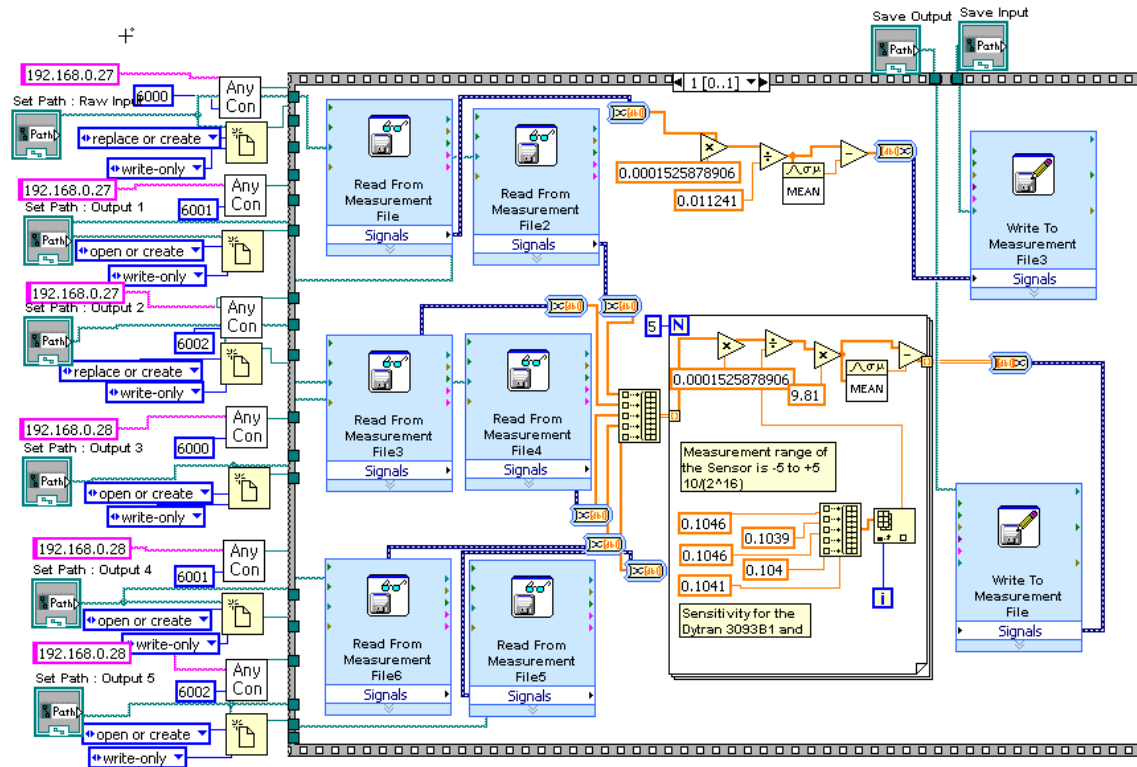 Save Output
Save Input
Path
Path
192.168.0.27
6000
Any
Con
Set Path : Raw Input
Path
replace or create
write-only
192.168.0.27
6001
Any
Con
Set Path : Output 1
Path
open or create
write-only
192.168.0.27
6002
Any
Con
Set Path : Output 2
Path
replace or create
write-only
192.168.0.28
6000
Any
Con
Set Path : Output 3
Path
open or create
write-only
192.168.0.28
6001
Any
Con
Set Path : Output 4
Path
open or create
write-only
192.168.0.28
6002
Any
Con
Set Path : Output 5
Path
open or create
write-only
1 [0..1]
Read From
Measurement
File
Signals
Read From
Measurement
File2
Signals
0.0001525878906
0.011241
MEAN
Write To
Measurement
File3
Signals
Read From
Measurement
File3
Signals
Read From
Measurement
File4
Signals
5
N
0.0001525878906
9.81
MEAN
Measurement range of
the Sensor is -5 to +5
10/(2^16)
0.1046
0.1039
0.1046
0.104
0.1041
i
Sensitivity for the
Dytran 3093B1 and
Write To
Measurement
File
Signals
Read From
Measurement
File6
Signals
Read From
Measurement
File5
Signals